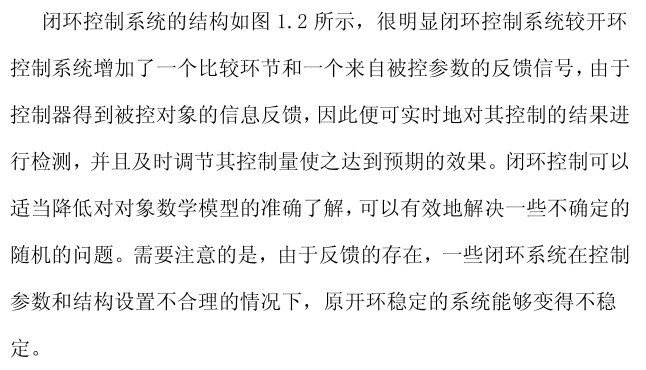 闭环控制系统的结构如图 1.2 所示，很明显闭环控制系统较开环
控制系统增加了一个比较环节和一个来自被控参数的反馈信号，由于
控制器得到被控对象的信息反馈，因此便可实时地对其控制的结果进
行检测，并且及时调节其控制量使之达到预期的效果。闭环控制可以
适当降低对对象数学模型的准确了解，可以有效地解决一些不确定的
随机的问题。需要注意的是，由于反馈的存在，一些闭环系统在控制
参数和结构设置不合理的情况下，原开环稳定的系统能够变得不稳
定。